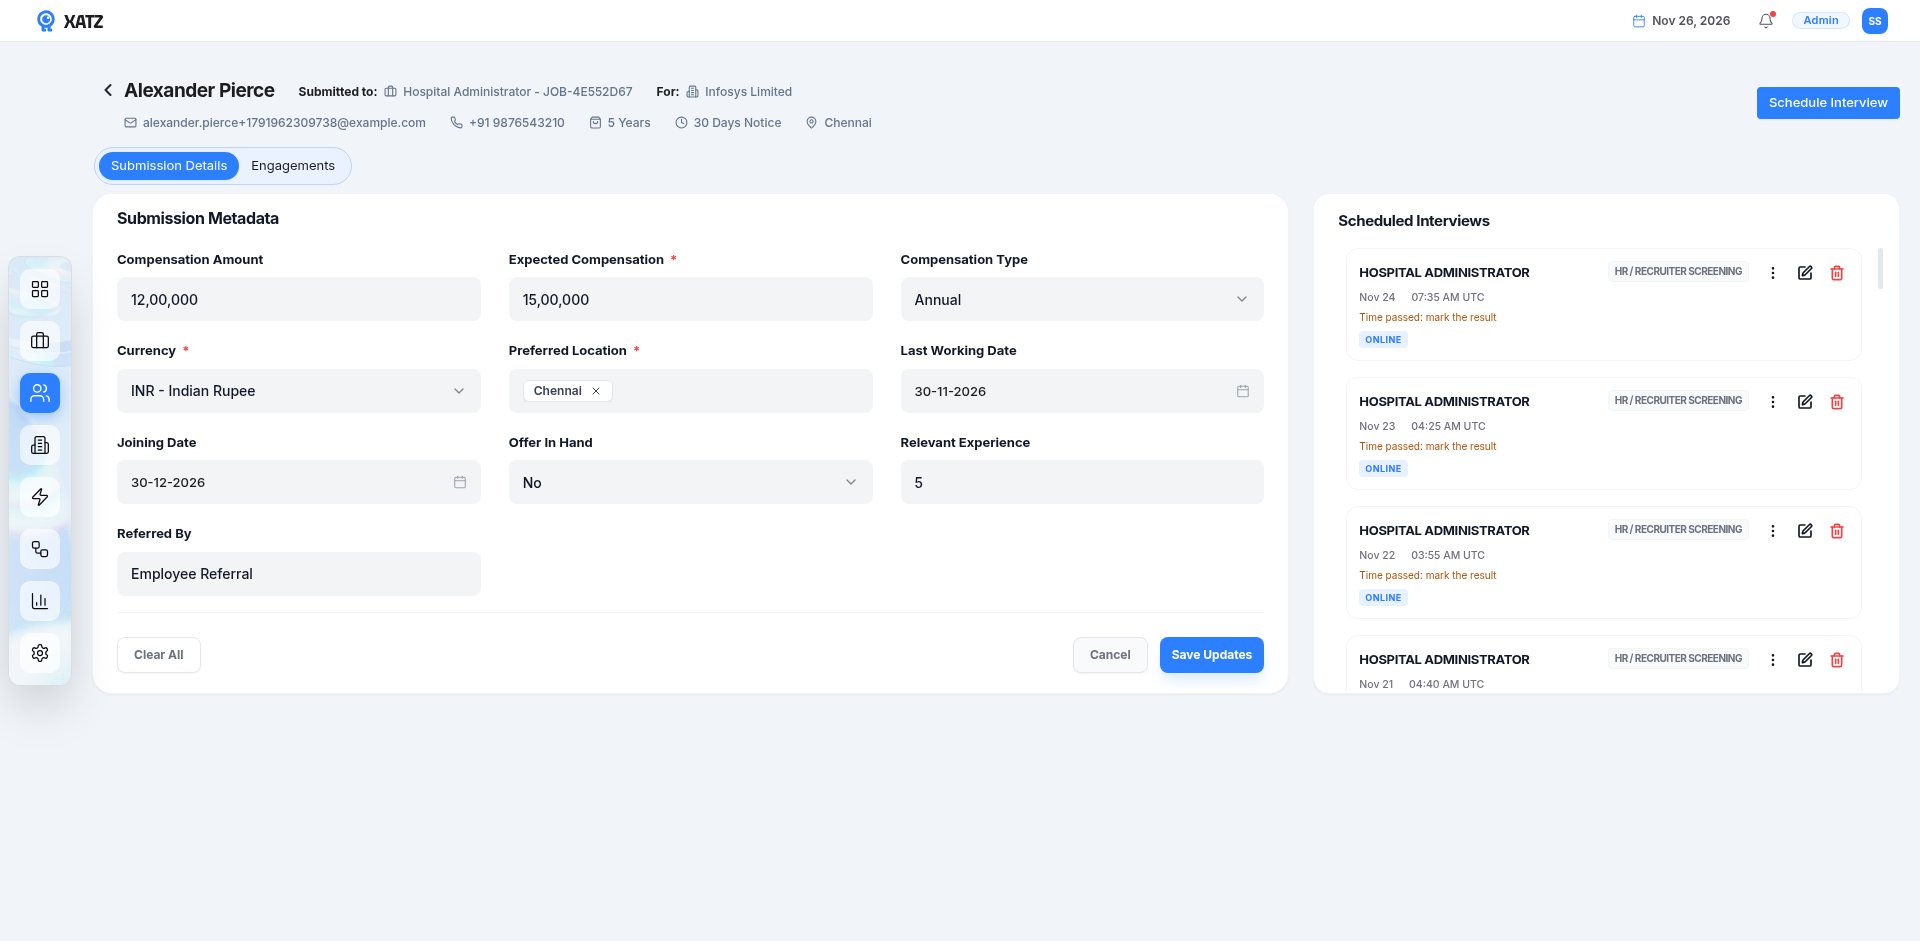 XATZ
Nov 26, 2026
Admin
SS
Alexander Pierce
Submitted to: Hospital Administrator - JOB-4E552D67
For: Infosys Limited
alexander.pierce+1791962309738@example.com
+91 9876543210
5 Years
30 Days Notice
Chennai
Schedule Interview
Submission Details
Engagements
Submission Metadata
Compensation Amount
12,00,000
Expected Compensation *
15,00,000
Compensation Type
Annual
Currency *
INR - Indian Rupee
Preferred Location *
Chennai
Last Working Date
30-11-2026
Joining Date
30-12-2026
Offer In Hand
No
Relevant Experience
5
Referred By
Employee Referral
Clear All
Cancel
Save Updates
Scheduled Interviews
HOSPITAL ADMINISTRATOR
HR / RECRUITER SCREENING
Nov 24 07:35 AM UTC
Time passed: mark the result
ONLINE
HOSPITAL ADMINISTRATOR
HR / RECRUITER SCREENING
Nov 23 04:25 AM UTC
Time passed: mark the result
ONLINE
HOSPITAL ADMINISTRATOR
HR / RECRUITER SCREENING
Nov 22 03:55 AM UTC
Time passed: mark the result
ONLINE
HOSPITAL ADMINISTRATOR
HR / RECRUITER SCREENING
Nov 21 04:40 AM UTC